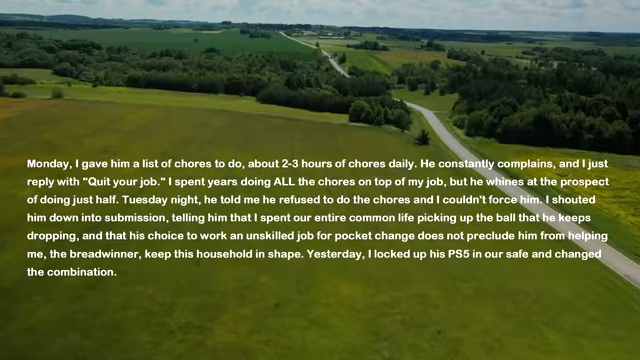 Monday, I gave him a list of chores to do, about 2-3 hours of chores daily. He constantly complains, and I just
reply with "Quit your job." I spent years doing ALL the chores on top of my job, but he whines at the prospect
of doing just half. Tuesday night, he told me he refused to do the chores and I couldn't force him. I shouted
him down into submission, telling him that I spent our entire common life picking up the ball that he keeps
dropping, and that his choice to work an unskilled job for pocket change does not preclude him from helping
me, the breadwinner, keep this household in shape. Yesterday, I locked up his PS5 in our safe and changed
the combination.